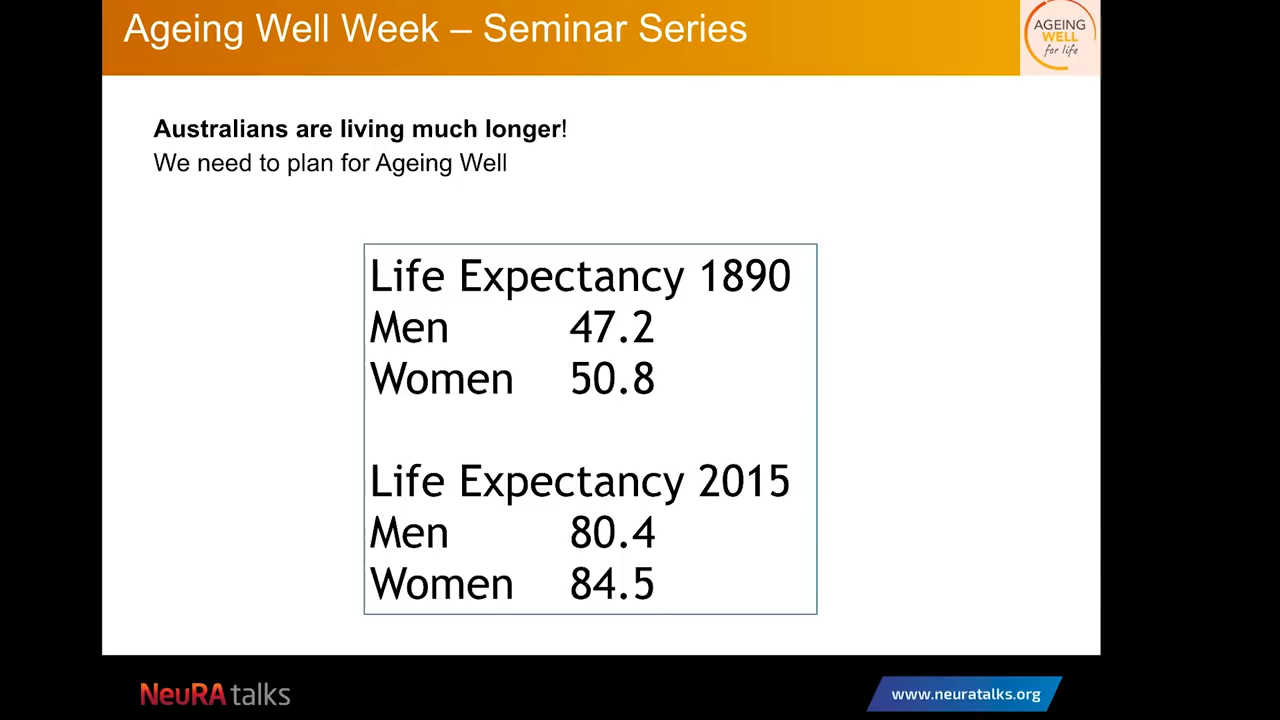 Ageing Well Week – Seminar Series
AGEING
WELL
for life
Australians are living much longer!
We need to plan for Ageing Well
Life Expectancy 1890
Men 47.2
Women 50.8
Life Expectancy 2015
Men 80.4
Women 84.5
NeuRA talks
www.neuratalks.org